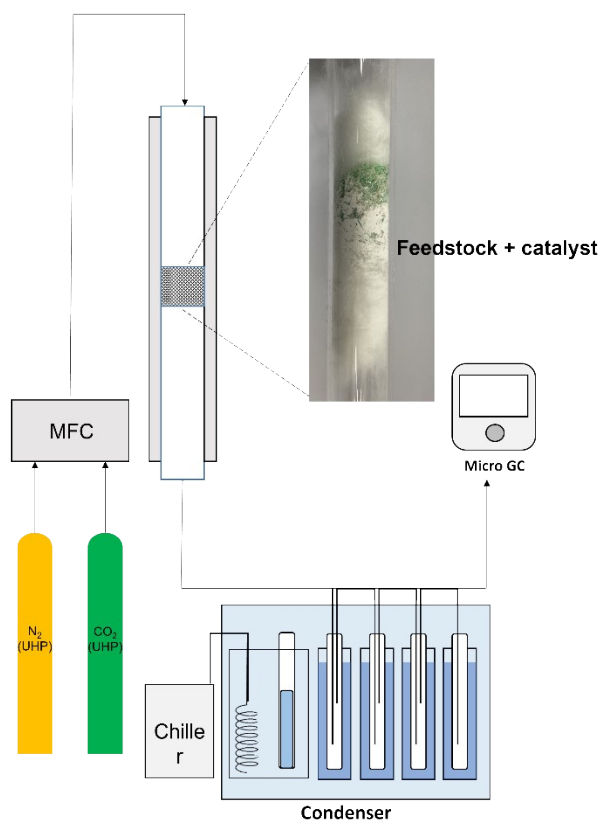 Feedstock + catalyst
MFC
Micro GC
N2
(UHP)
CO2
(UHP)
Chille
r
Condenser